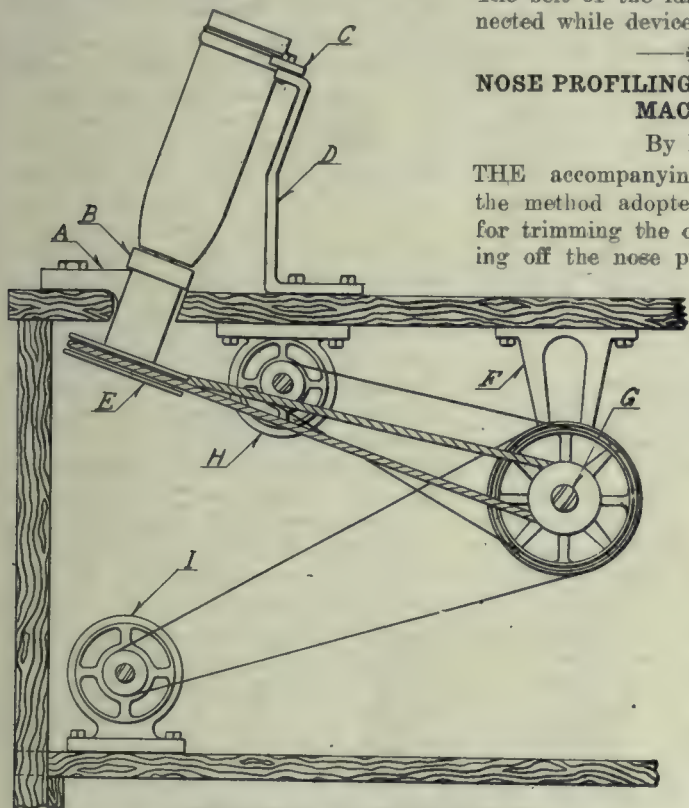 nected while device
NOSE PROFILING
MAC
By
THE accompanyin
the method adopte
for trimming the c
ing off the nose p
C
D
B
A
E
F
G
H
I